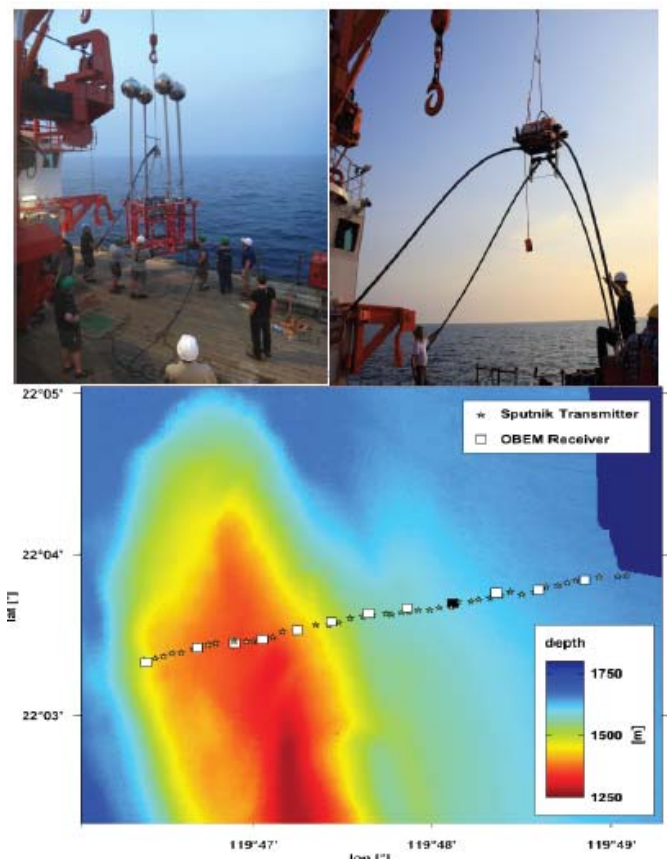 22°05'
Sputnik Transmitter
OBEM Receiver
22°04'
lat [°]
depth
1750
1500
[m]
1250
22°03'
119°47'
119°48'
119°49'
lon [°]